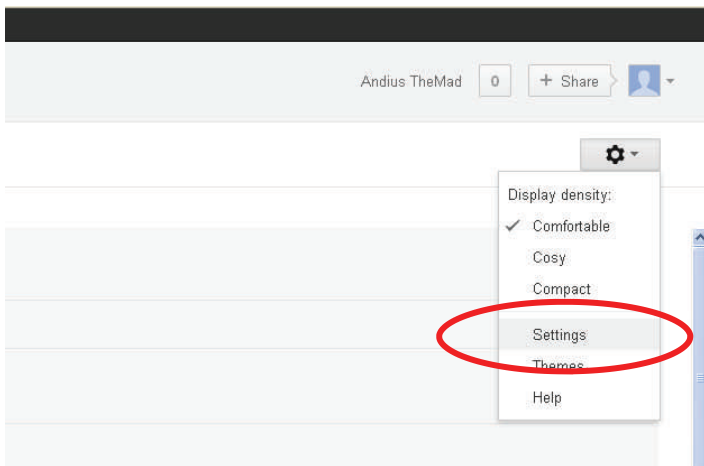 Andius TheMad 0 + Share
Display density:
✓ Comfortable
Cosy
Compact
Settings
Themes
Help